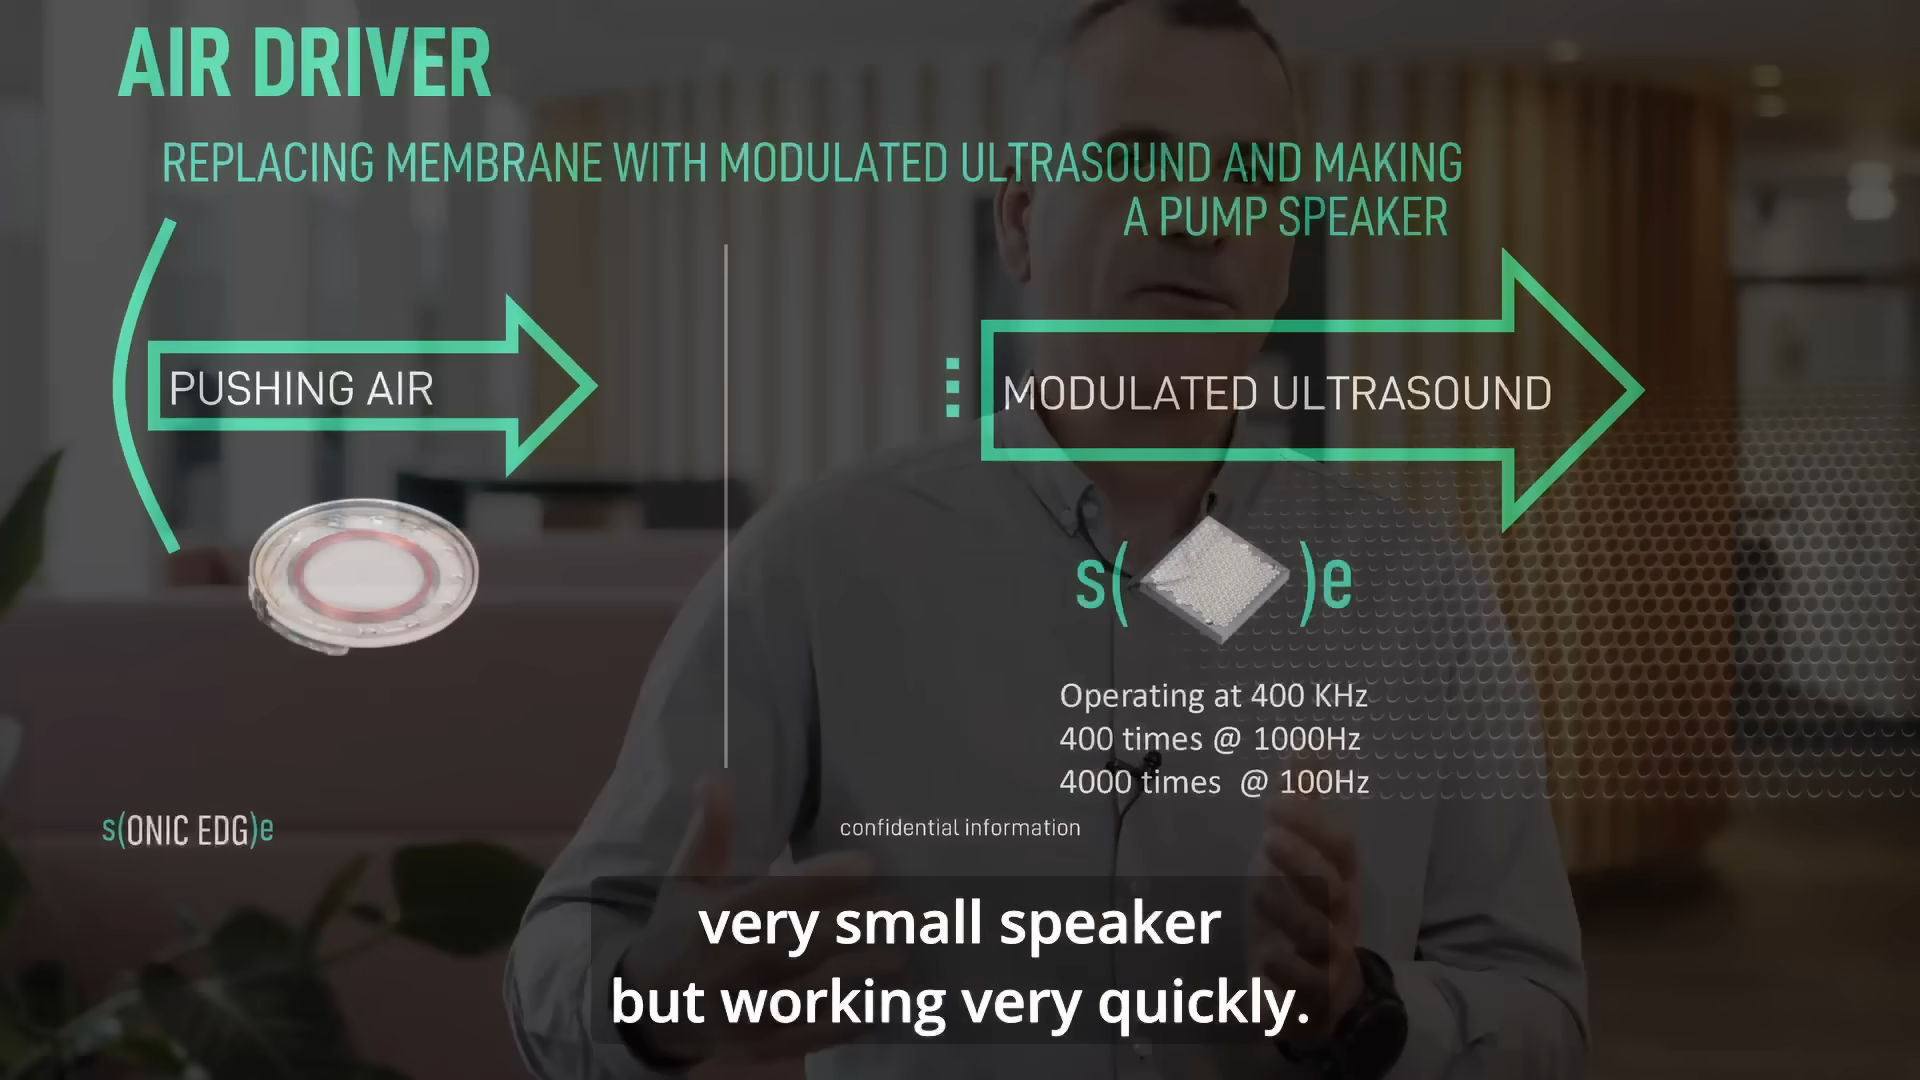 AIR DRIVER
REPLACING MEMBRANE WITH MODULATED ULTRASOUND AND MAKING
A PUMP SPEAKER
PUSHING AIR
MODULATED ULTRASOUND
s( )e
Operating at 400 KHz
400 times @ 1000Hz
4000 times @ 100Hz
s(ONIC EDG)e
confidential information
very small speaker
but working very quickly.